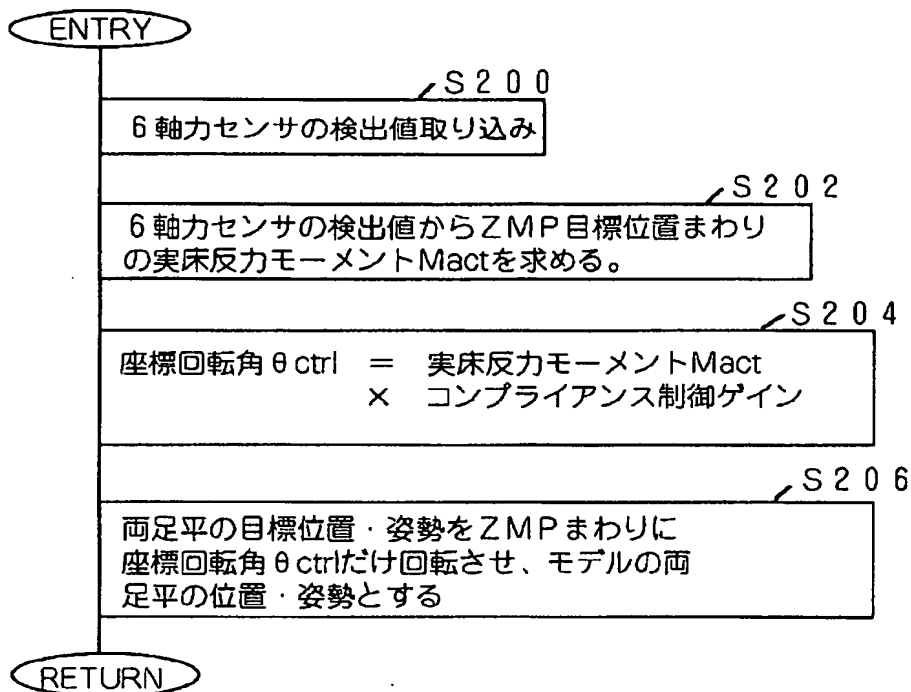 ENTRY
S200
6軸力センサの検出値取り込み
S202
6軸力センサの検出値からZMP目標位置まわり
の実床反力モーメントMactを求める。
S204
座標回転角θctrl = 実床反力モーメントMact
× コンプライアンス制御ゲイン
S206
両足平の目標位置・姿勢をZMPまわりに
座標回転角θctrlだけ回転させ、モデルの両
足平の位置・姿勢とする
RETURN